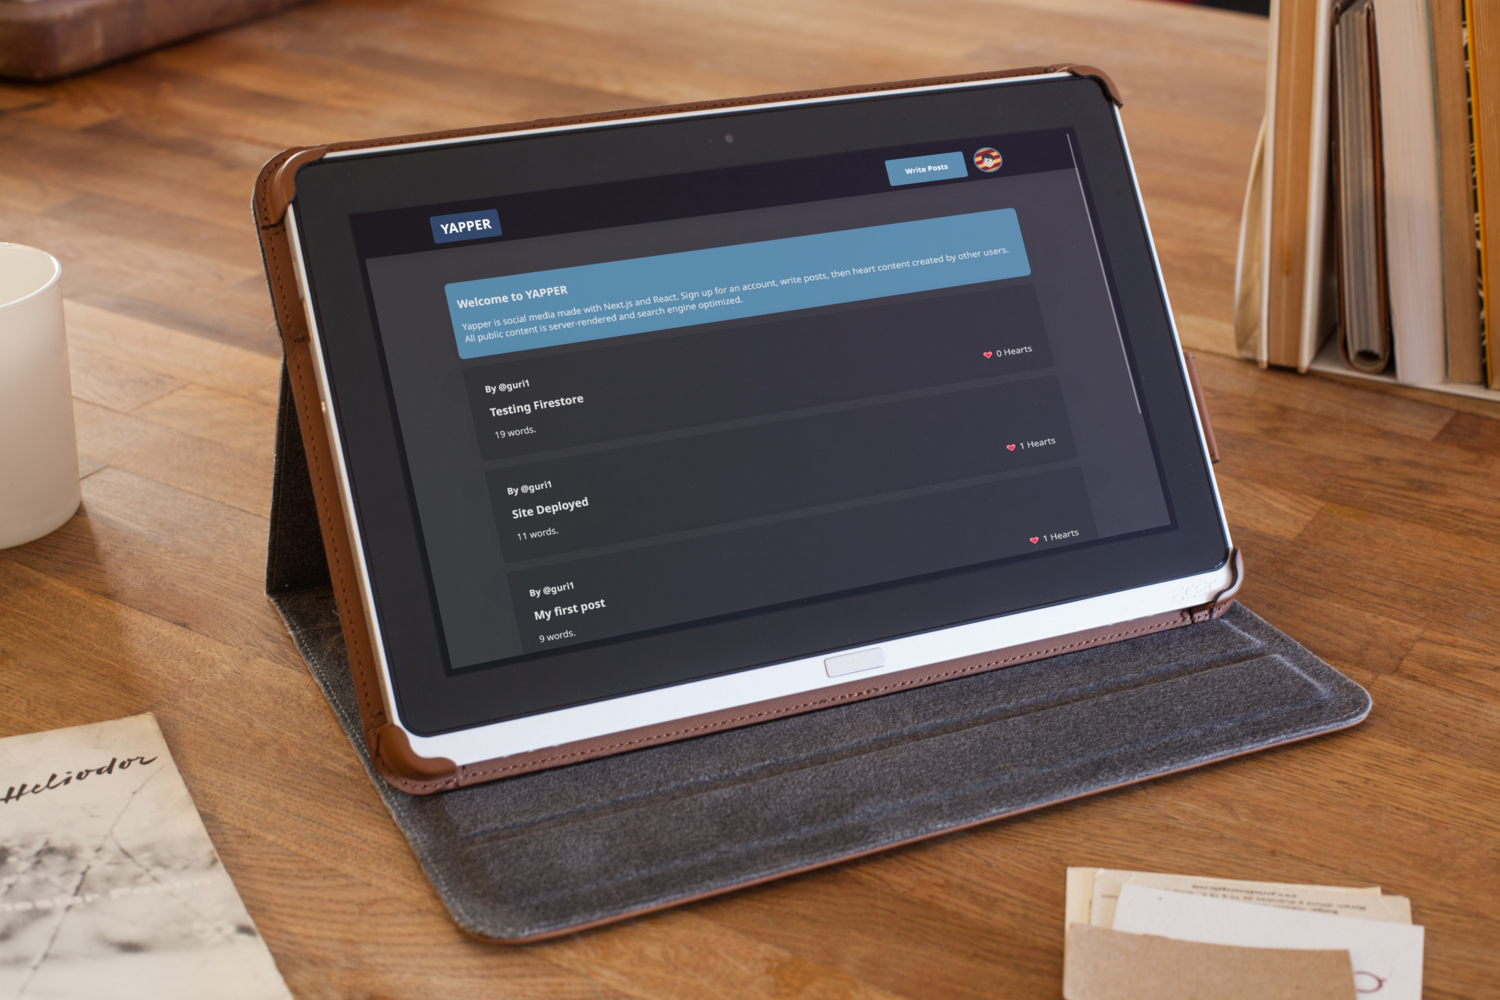 Write Posts
YAPPER
Welcome to YAPPER
Yapper is social media made with Next.js and React. Sign up for an account, write posts, then heart content created by other users.
All public content is server-rendered and search engine optimized.
0 Hearts
By @guri1
Testing Firestore
19 words.
1 Hearts
By @guri1
Site Deployed
11 words.
1 Hearts
By @guri1
My first post
9 words.
acer
Heliodor